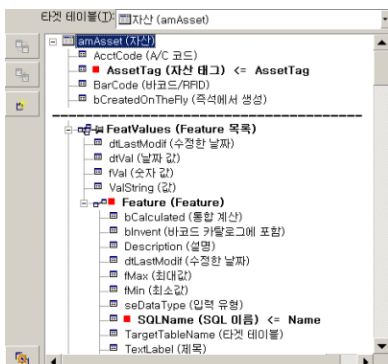 타겟 테이블(T): 자산 (amAsset)
amAsset (자산)
AcctCode (A/C 코드)
AssetTag (자산 태그) <= AssetTag
BarCode (바코드/RFID)
bCreatedOnTheFly (즉석에서 생성)
FeatValues (Feature 목록)
dtLastModif (수정한 날짜)
dtVal (날짜 값)
fVal (숫자 값)
ValString (값)
Feature (Feature)
bCalculated (통합 계산)
bInvent (바코드 카탈로그에 포함)
Description (설명)
dtLastModif (수정한 날짜)
fMax (최대값)
fMin (최소값)
seDataType (입력 유형)
SQLName (SQL 이름) <= Name
TargetTableName (타겟 테이블)
TextLabel (제목)